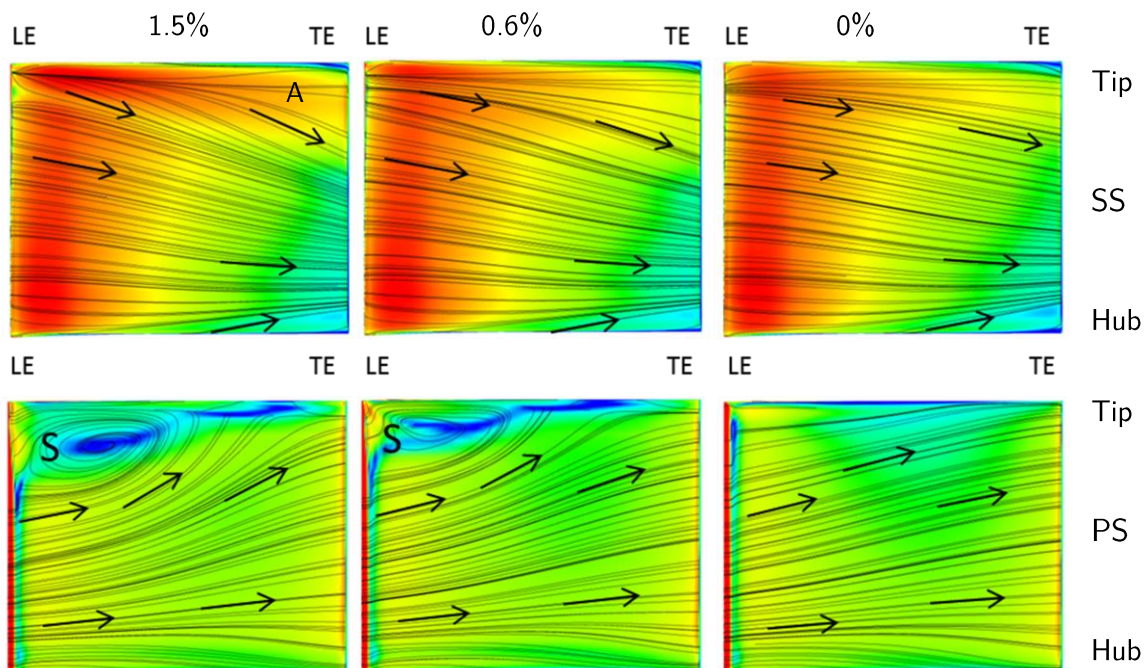 1.5% 0.6% 0%
LE TE LE TE LE TE
Tip
A
SS
Hub
LE TE LE TE LE TE
Tip
S S
PS
Hub